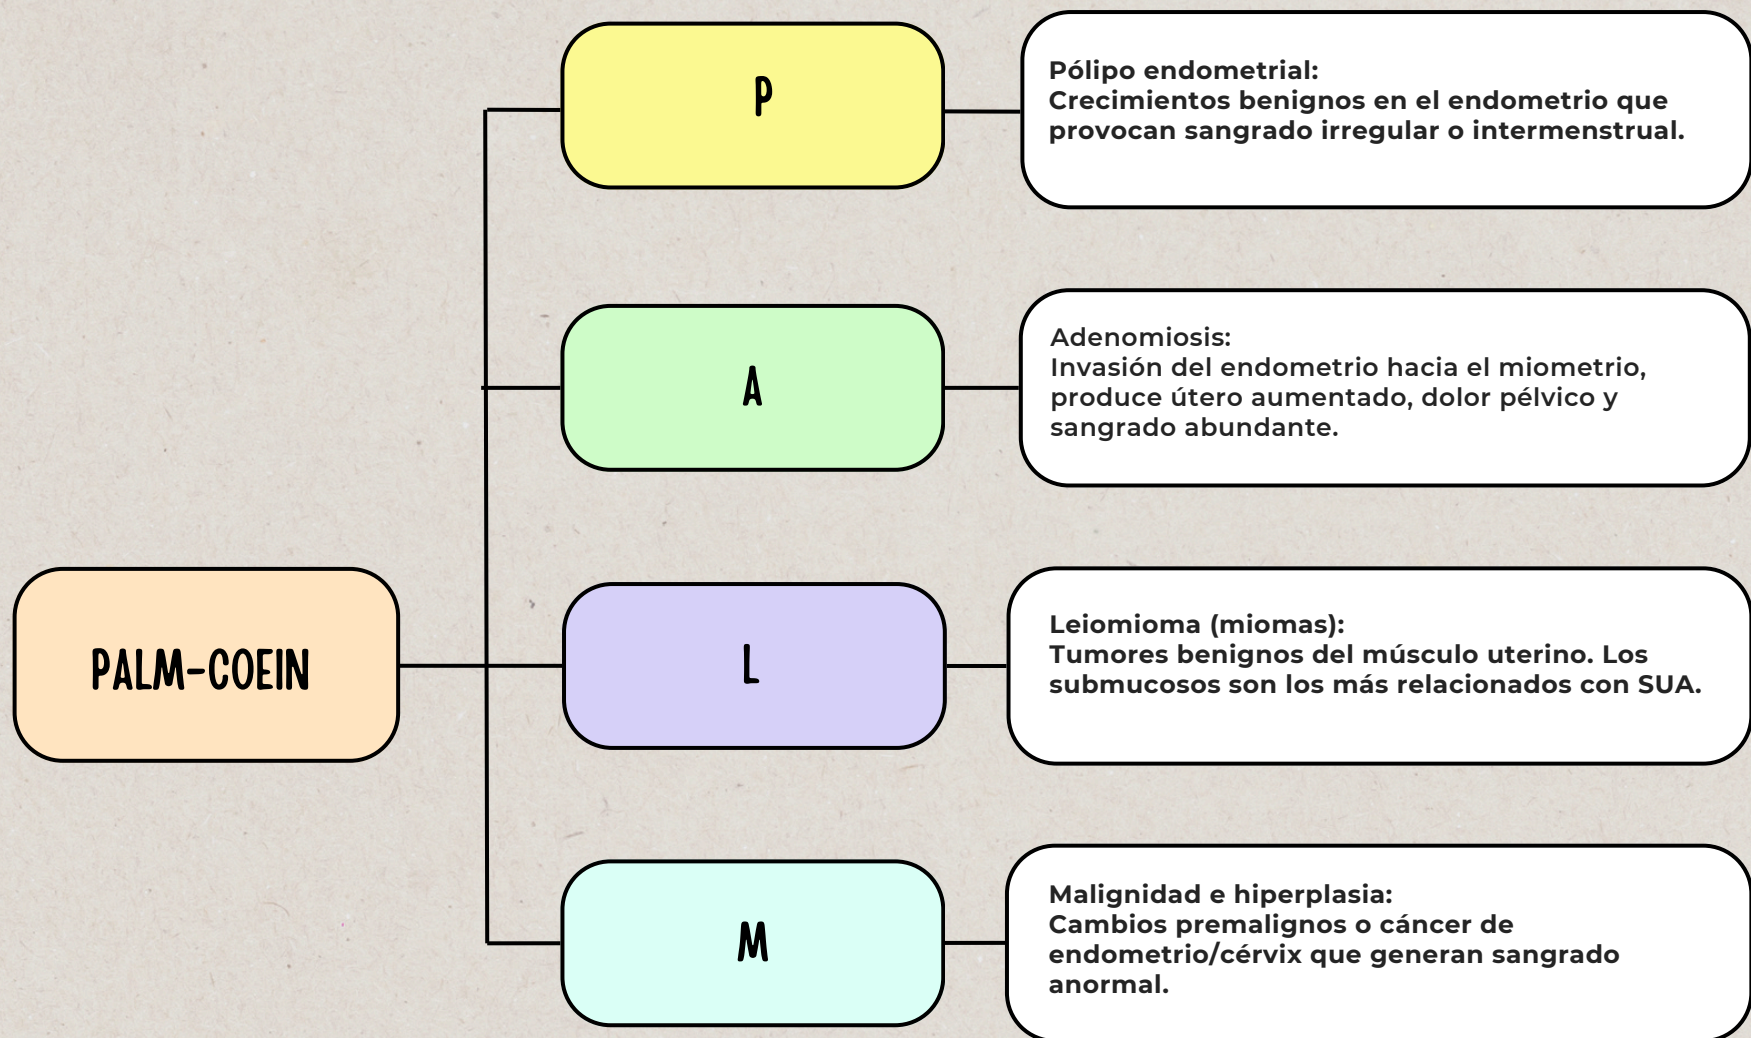 P
Pólipo endometrial:
Crecimientos benignos en el endometrio que
provocan sangrado irregular o intermenstrual.
A
Adenomiosis:
Invasión del endometrio hacia el miometrio,
produce útero aumentado, dolor pélvico y
sangrado abundante.
PALM-COEIN
L
Leiomioma (miomas):
Tumores benignos del músculo uterino. Los
submucosos son los más relacionados con SUA.
M
Malignidad e hiperplasia:
Cambios premalignos o cáncer de
endometrio/cérvix que generan sangrado
anormal.